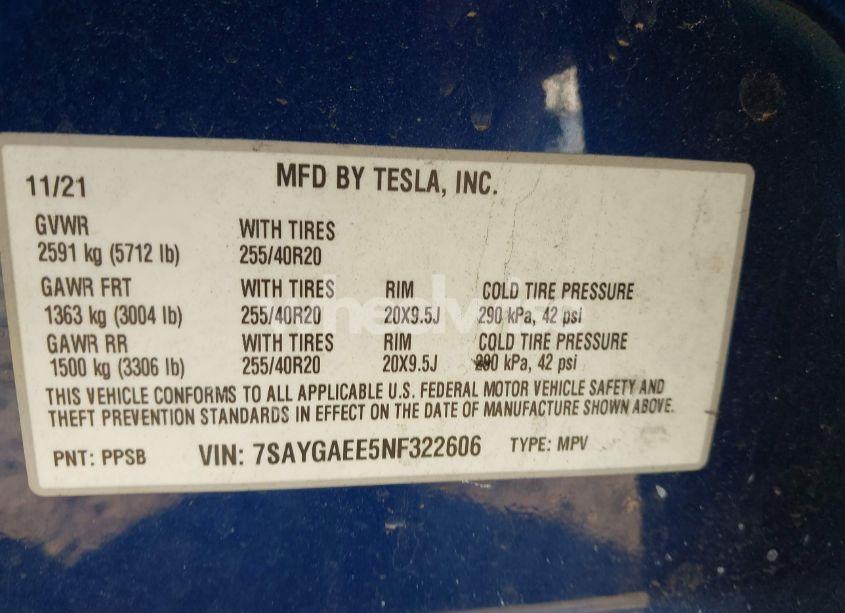 11/21 MFD BY TESLA, INC.
GVWR WITH TIRES
2591 kg (5712 lb) 255/40R20
GAWR FRT WITH TIRES RIM COLD TIRE PRESSURE
1363 kg (3004 lb) 255/40R20 20X9.5J 290 kPa, 42 psi
GAWR RR WITH TIRES RIM COLD TIRE PRESSURE
1500 kg (3306 lb) 255/40R20 20X9.5J 290 kPa, 42 psi
THIS VEHICLE CONFORMS TO ALL APPLICABLE U.S. FEDERAL MOTOR VEHICLE SAFETY AND
THEFT PREVENTION STANDARDS IN EFFECT ON THE DATE OF MANUFACTURE SHOWN ABOVE.
PNT: PPSB VIN: 7SAYGAEE5NF322606 TYPE: MPV